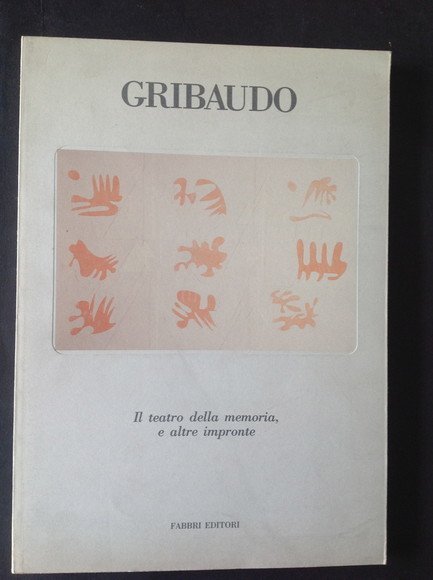 GRIBAUDO
Il teatro della memoria,
e altre impronte
FABBRI EDITORI